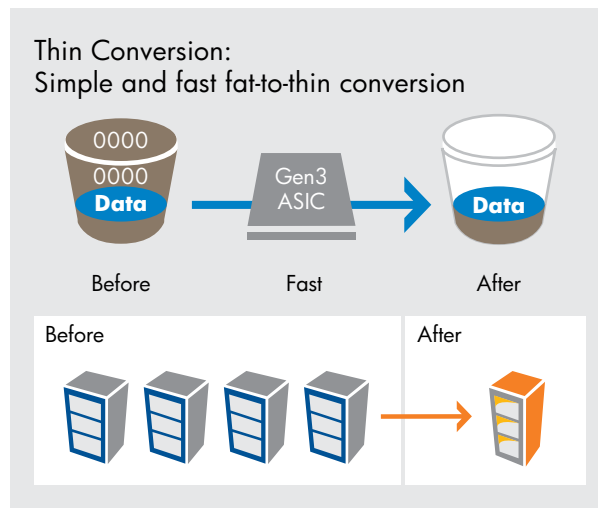 Thin Conversion:
Simple and fast fat-to-thin conversion
0000
0000
Data
Gen3
ASIC
Data
Before
Fast
After
Before
After